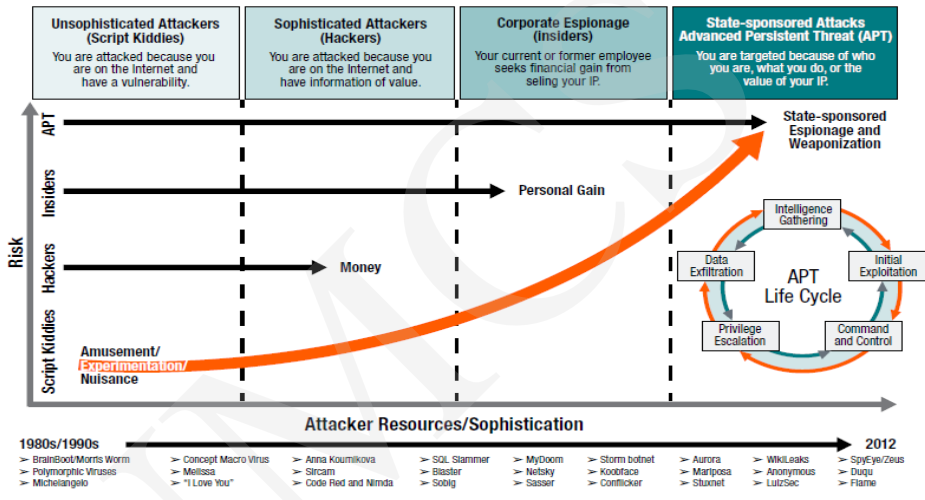 Unsophisticated Attackers
(Script Kiddies)
You are attacked because you
are on the Internet and
have a vulnerability.
Sophisticated Attackers
(Hackers)
You are attacked because you
are on the Internet and
have information of value.
Corporate Espionage
(Insiders)
Your current or former employee
seeks financial gain from
seling your IP.
State-sponsored Attacks
Advanced Persistent Threat (APT)
You are targeted because of who
you are, what you do, or the
value of your IP.
Risk
APT
Insiders
Hackers
Script Kiddies
State-sponsored
Espionage and
Weaponization
Personal Gain
Money
Amusement/
Experimentation/
Nuisance
APT
Life Cycle
Intelligence
Gathering
Initial
Exploitation
Command
and Control
Privilege
Escalation
Data
Exfiltration
Attacker Resources/Sophistication
1980s/1990s
2012
➢ BrainBoot/Morris Worm
➢ Polymorphic Viruses
➢ Michelangelo
➢ Concept Macro Virus
➢ Melissa
➢ "I Love You"
➢ Anna Kournikova
➢ Sircam
➢ Code Red and Nimda
➢ SQL Slammer
➢ Blaster
➢ Sobig
➢ MyDoom
➢ Netsky
➢ Sasser
➢ Storm botnet
➢ Koobface
➢ Conflicker
➢ Aurora
➢ Mariposa
➢ Stuxnet
➢ WikiLeaks
➢ Anonymous
➢ LulzSec
➢ SpyEye/Zeus
➢ Duqu
➢ Flame